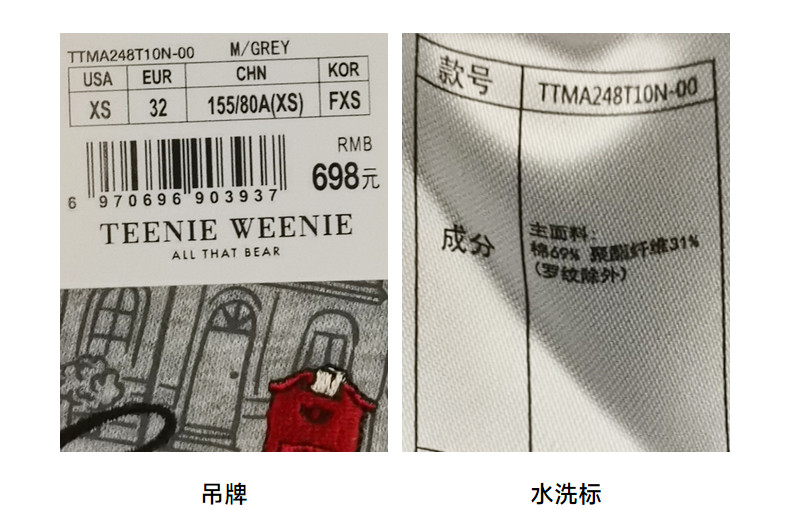 TTMA248T10N-00 M/GREY
USA EUR CHN KOR
XS 32 155/80A(XS) FXS
RMB
698元
6 970696 903937
TEENIE WEENIE
ALL THAT BEAR
款号 TTMA248T10N-00
成分
主面料:
棉69% 聚酯纤维31%
(罗纹除外)
吊牌
水洗标